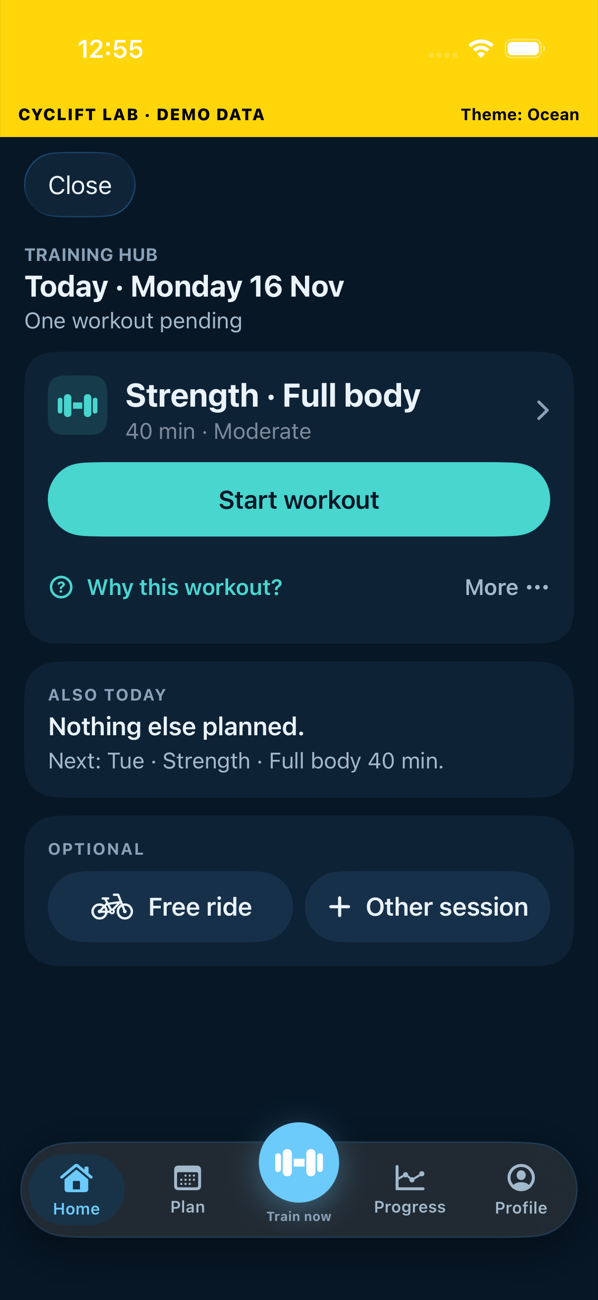 12:55
CYCLIFT LAB · DEMO DATA
Theme: Ocean
Close
TRAINING HUB
Today · Monday 16 Nov
One workout pending
Strength · Full body
40 min · Moderate
Start workout
Why this workout?
More ···
ALSO TODAY
Nothing else planned.
Next: Tue · Strength · Full body 40 min.
OPTIONAL
Free ride
+ Other session
Home
Plan
Train now
Progress
Profile